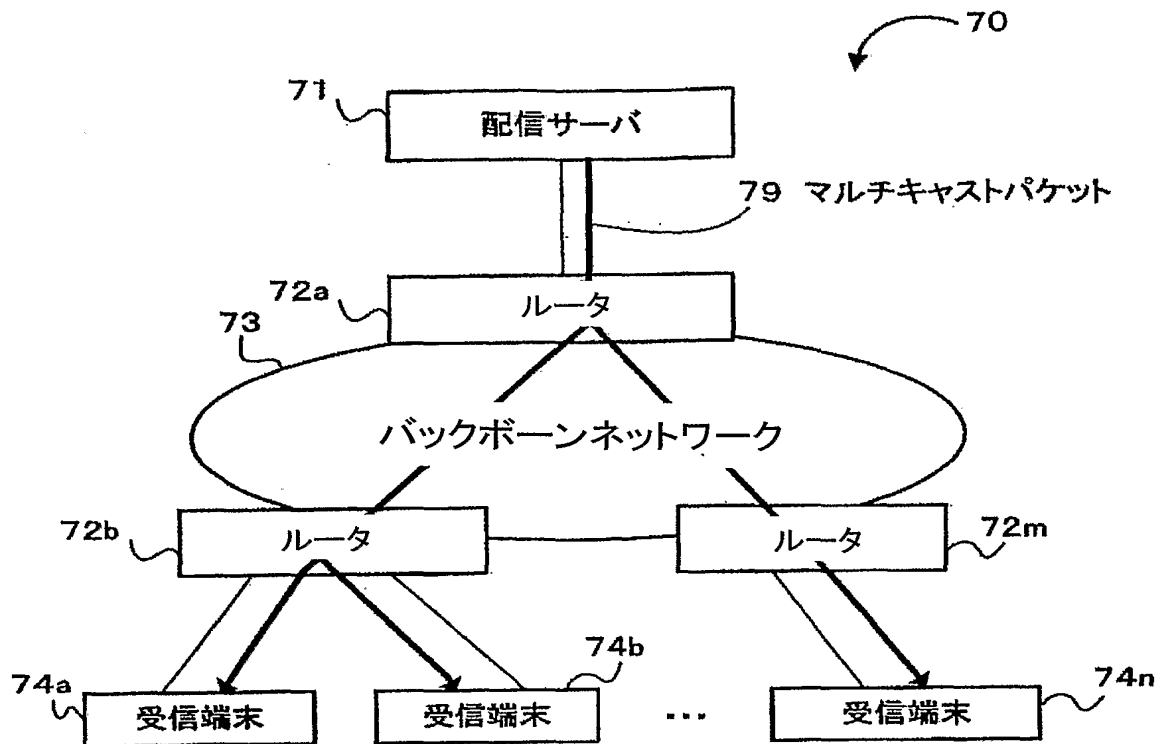 70
71
配信サーバ
79 マルチキャストパケット
72a
ルータ
73
バックボーンネットワーク
72b
ルータ
ルータ
72m
74a
受信端末
74b
受信端末
...
受信端末
74n